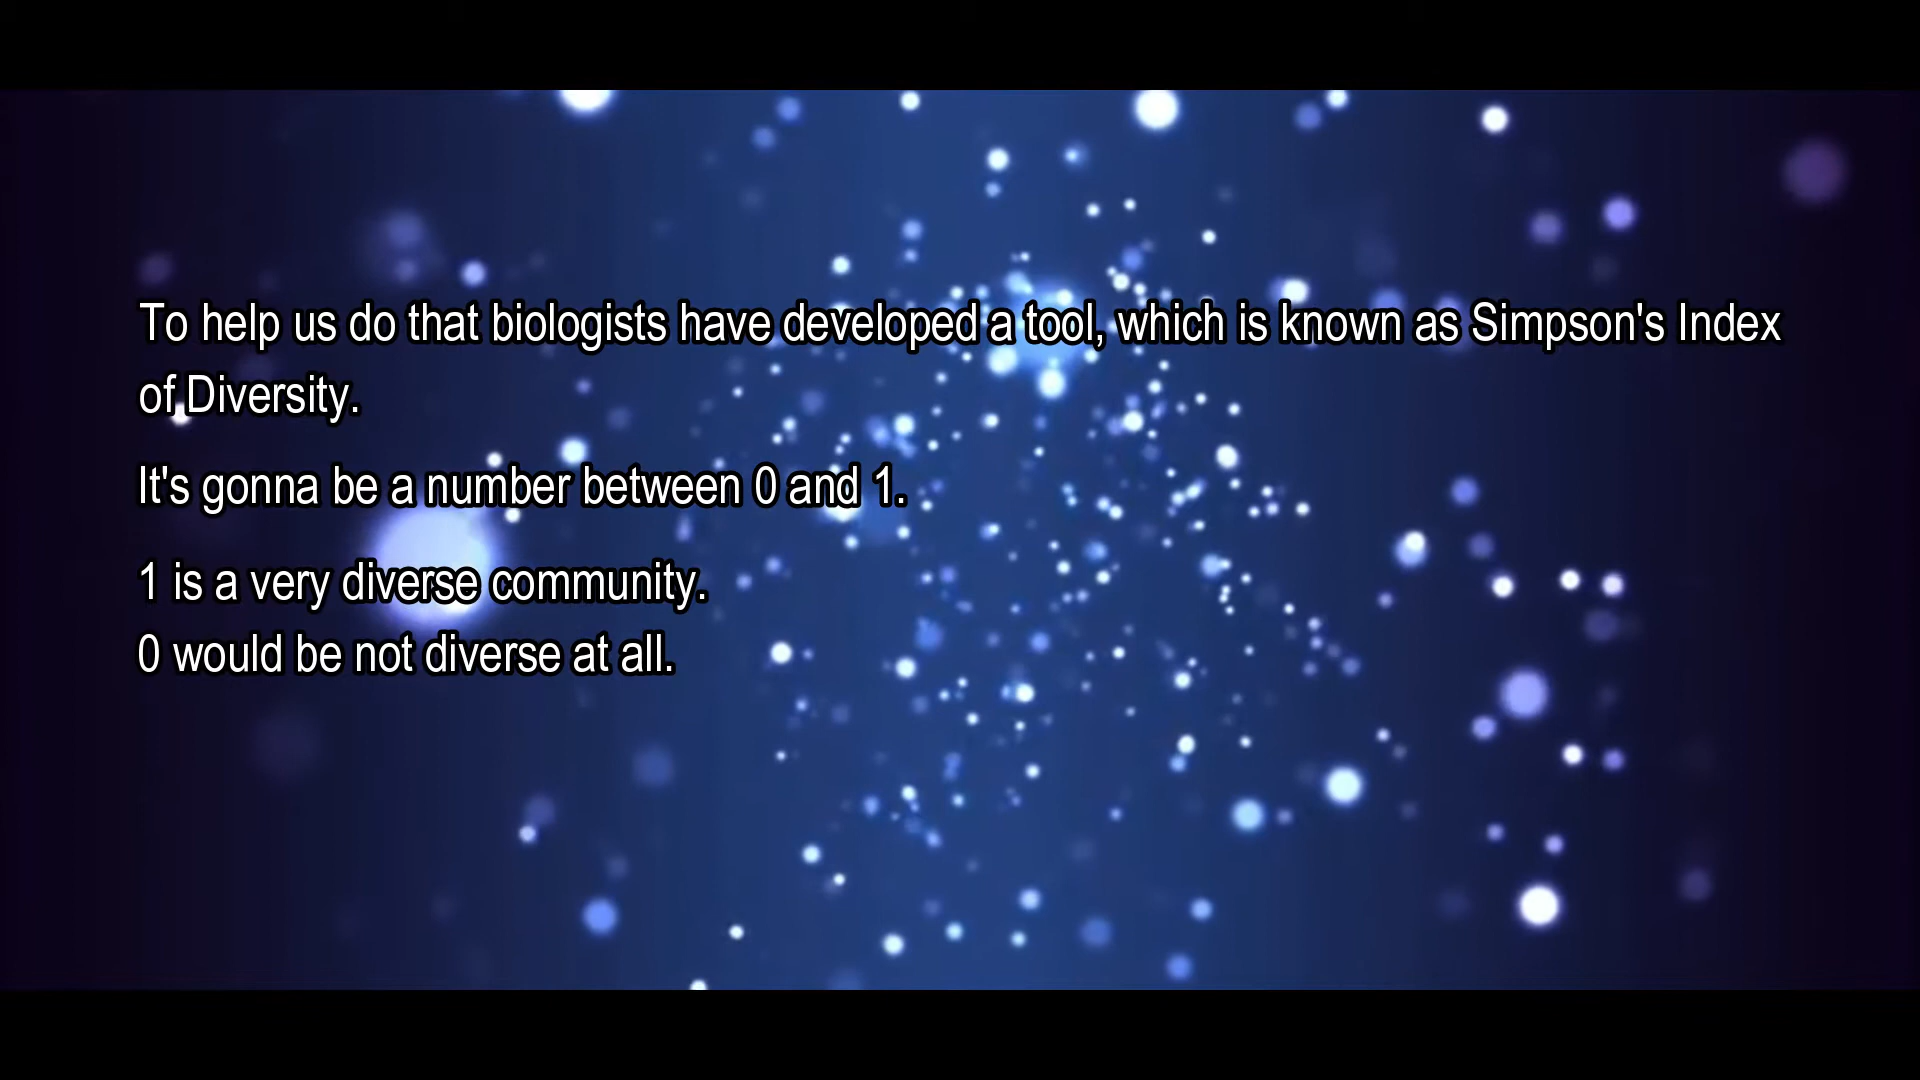 To help us do that biologists have developed a tool, which is known as Simpson's Index
of Diversity.
It's gonna be a number between 0 and 1.
1 is a very diverse community.
0 would be not diverse at all.